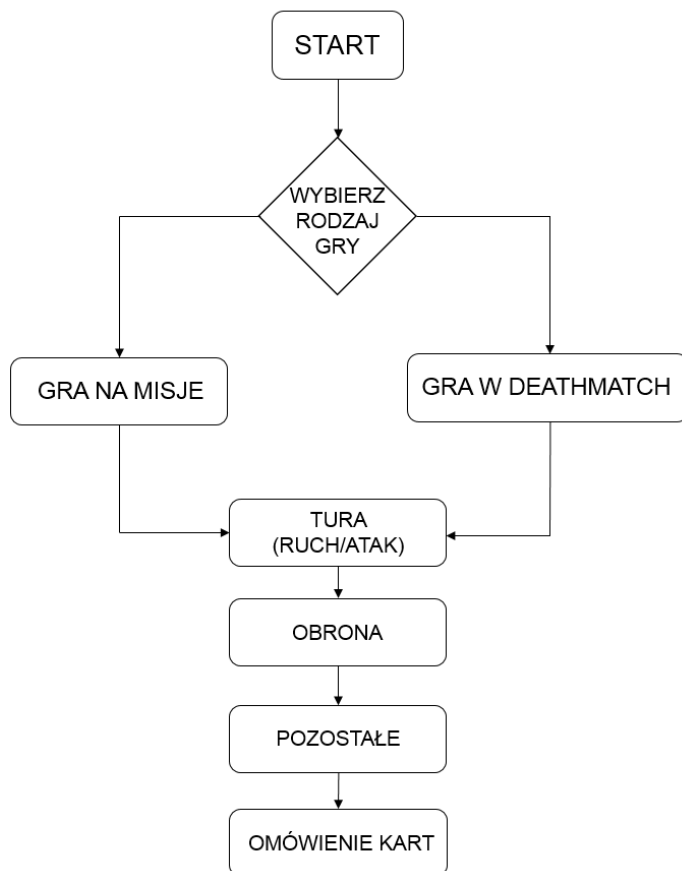 START
WYBIERZ
RODZAJ
GRY
GRA NA MISJE
GRA W DEATHMATCH
TURA
(RUCH/ATAK)
OBRONA
POZOSTAŁE
OMÓWIENIE KART